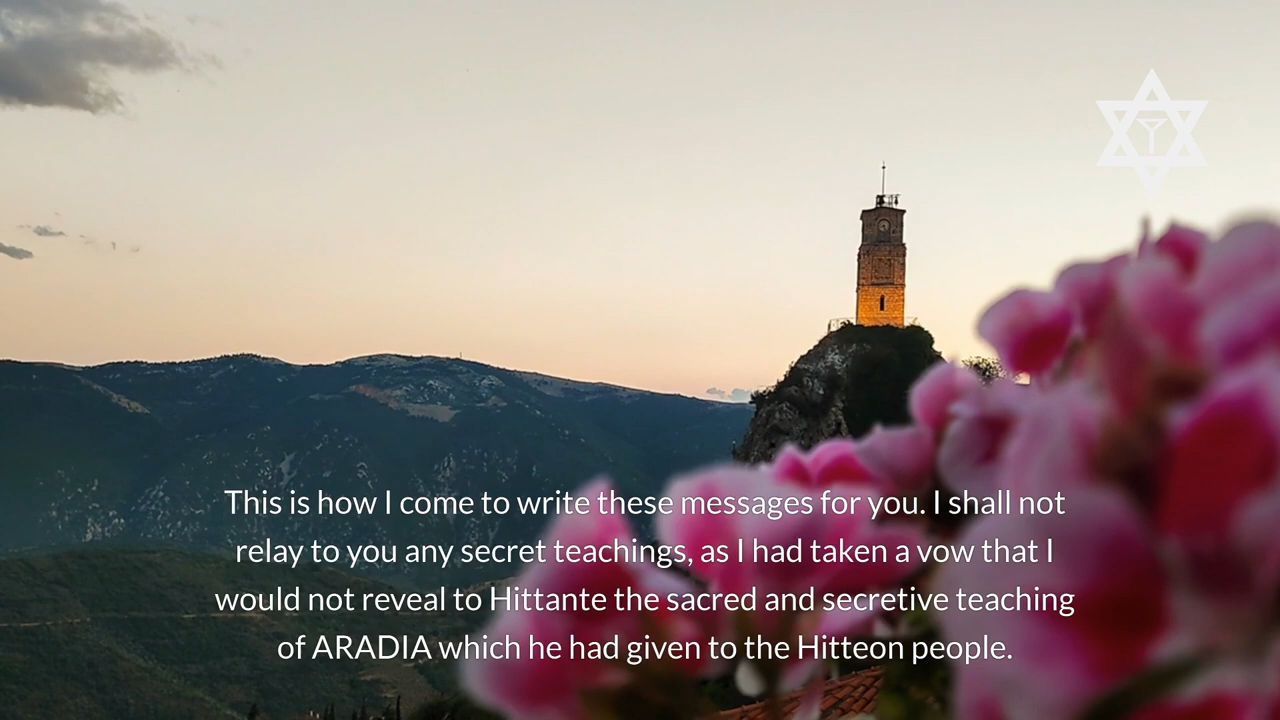 This is how I come to write these messages for you. I shall not
relay to you any secret teachings, as I had taken a vow that I
would not reveal to Hittante the sacred and secretive teaching
of ARADIA which he had given to the Hitteon people.